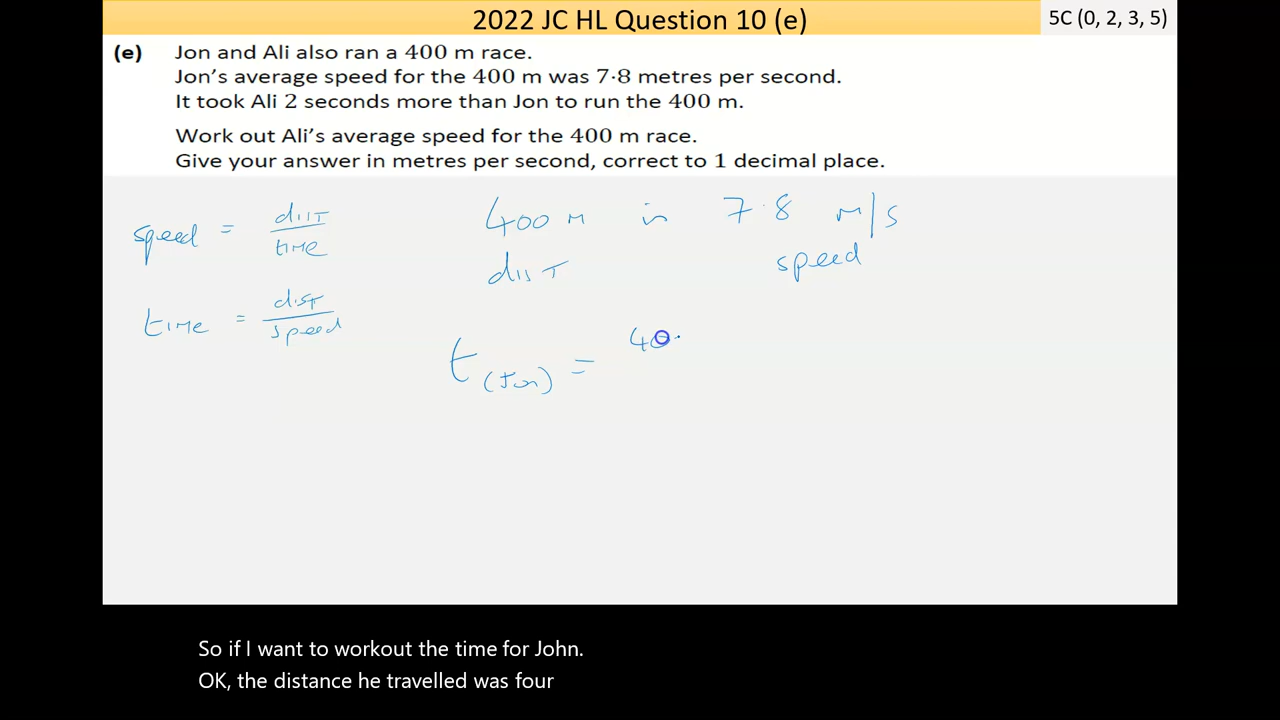 2022 JC HL Question 10 (e)
5C (0, 2, 3, 5)
(e) Jon and Ali also ran a 400 m race.
Jon's average speed for the 400 m was 7·8 metres per second.
It took Ali 2 seconds more than Jon to run the 400 m.
Work out Ali's average speed for the 400 m race.
Give your answer in metres per second, correct to 1 decimal place.
speed = dist / time
400 m in 7.8 m/s
dist speed
time = dist / speed
t (Jon) = 40
So if I want to workout the time for John.
OK, the distance he travelled was four